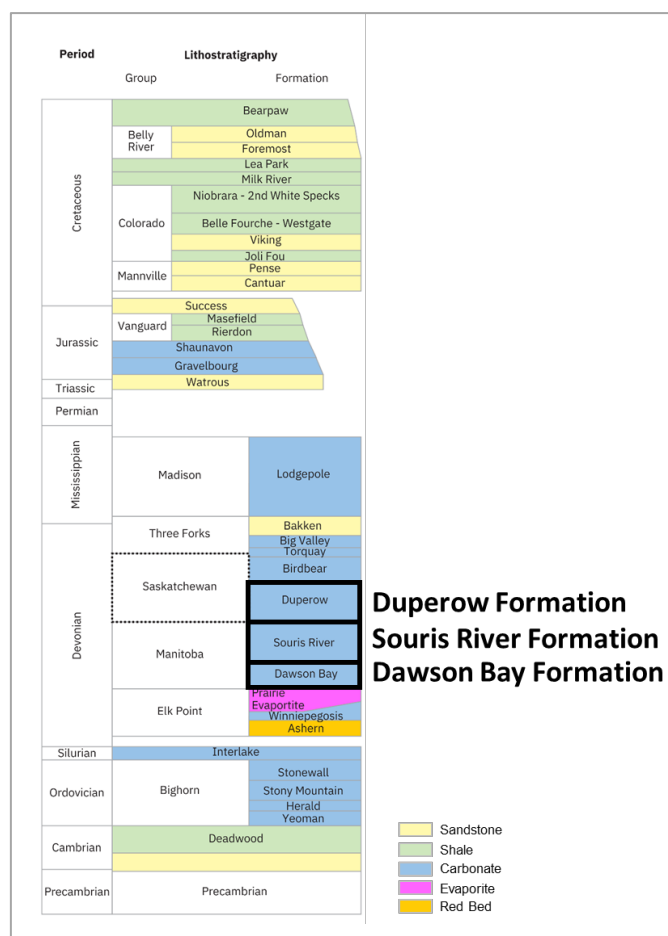 Period
Lithostratigraphy
Group
Formation
Cretaceous
Bearpaw
Belly
River
Oldman
Foremost
Lea Park
Milk River
Colorado
Niobrara - 2nd White Specks
Belle Fourche - Westgate
Viking
Joli Fou
Mannville
Pense
Cantuar
Jurassic
Success
Vanguard
Masefield
Rierdon
Shaunavon
Gravelbourg
Triassic
Watrous
Permian
Mississippian
Madison
Lodgepole
Devonian
Three Forks
Bakken
Big Valley
Torquay
Saskatchewan
Birdbear
Duperow
Duperow Formation
Manitoba
Souris River
Souris River Formation
Dawson Bay
Dawson Bay Formation
Elk Point
Prairie
Evaportite
Winniepegosis
Ashern
Silurian
Interlake
Ordovician
Bighorn
Stonewall
Stony Mountain
Herald
Yeoman
Cambrian
Deadwood
Precambrian
Precambrian
Sandstone
Shale
Carbonate
Evaporite
Red Bed